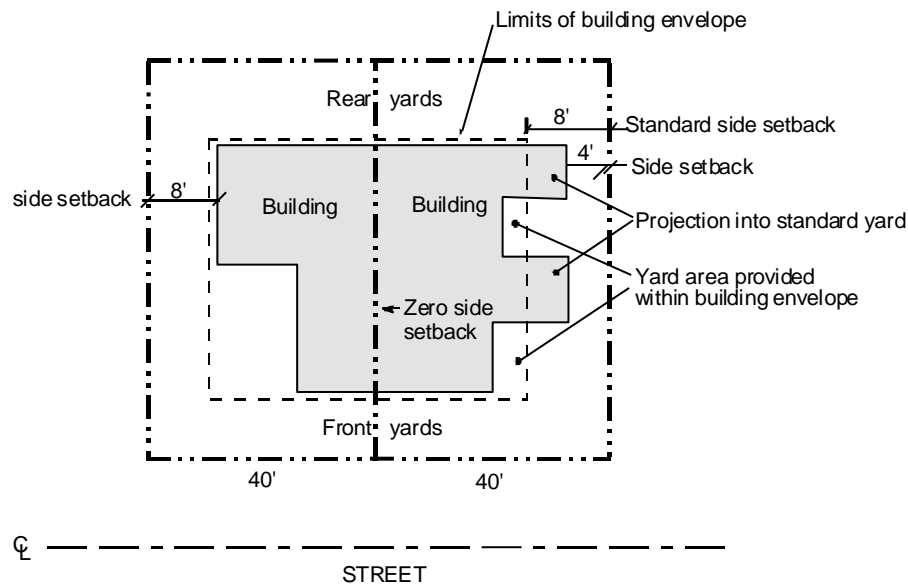 Limits of building envelope
Rear yards
8'
Standard side setback
4'
Side setback
side setback
8'
Building
Building
Projection into standard yard
Yard area provided
within building envelope
Zero side
setback
Front yards
40'
40'
℄
STREET